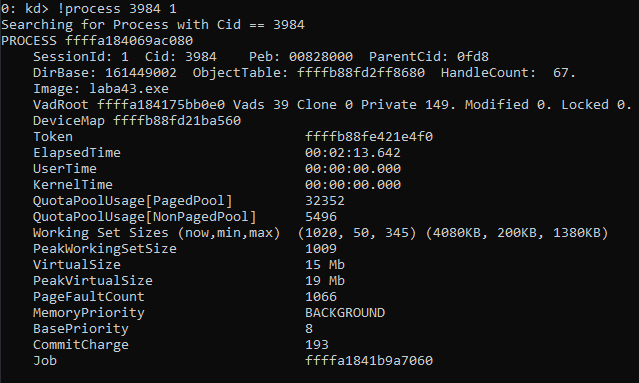 0: kd> !process 3984 1
Searching for Process with Cid == 3984
PROCESS ffffa184069ac080
SessionId: 1 Cid: 3984 Peb: 00828000 ParentCid: 0fd8
DirBase: 161449002 ObjectTable: ffffb88fd2ff8680 HandleCount: 67.
Image: laba43.exe
VadRoot ffffa184175bb0e0 Vads 39 Clone 0 Private 149. Modified 0. Locked 0.
DeviceMap ffffb88fd21ba560
Token ffffb88fe421e4f0
ElapsedTime 00:02:13.642
UserTime 00:00:00.000
KernelTime 00:00:00.000
QuotaPoolUsage[PagedPool] 32352
QuotaPoolUsage[NonPagedPool] 5496
Working Set Sizes (now,min,max) (1020, 50, 345) (4080KB, 200KB, 1380KB)
PeakWorkingSetSize 1009
VirtualSize 15 Mb
PeakVirtualSize 19 Mb
PageFaultCount 1066
MemoryPriority BACKGROUND
BasePriority 8
CommitCharge 193
Job ffffa1841b9a7060